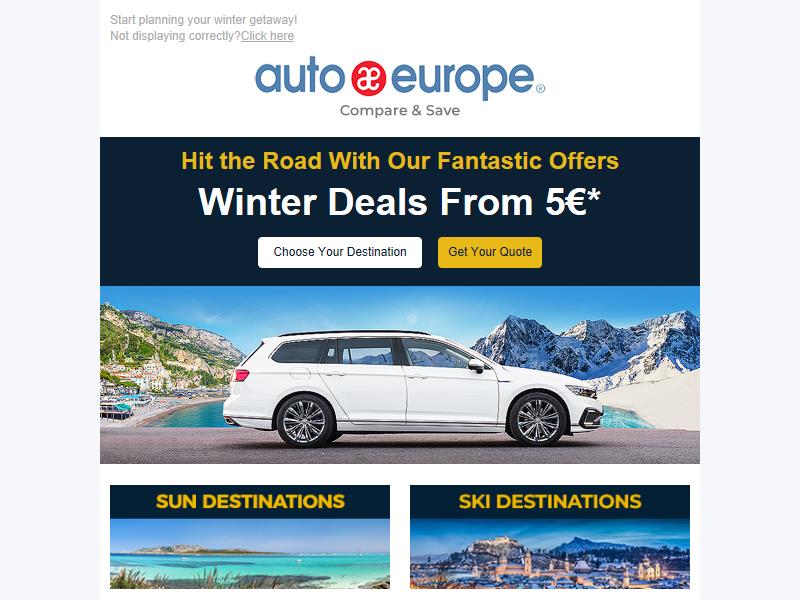 Start planning your winter getaway!
Not displaying correctly?Click here
auto æ europe®
Compare & Save
Hit the Road With Our Fantastic Offers
Winter Deals From 5€*
Choose Your Destination
Get Your Quote
SUN DESTINATIONS
SKI DESTINATIONS